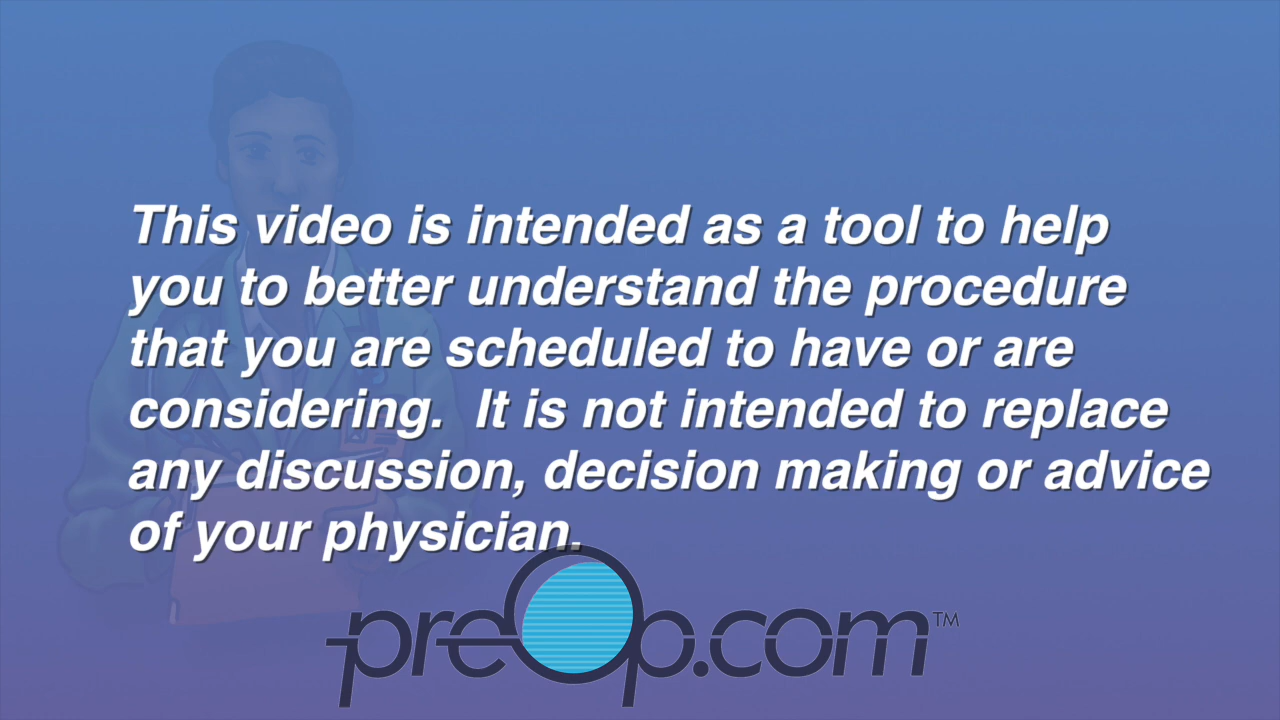 This video is intended as a tool to help
you to better understand the procedure
that you are scheduled to have or are
considering.  It is not intended to replace
any discussion, decision making or advice
of your physician.
preOp.com™